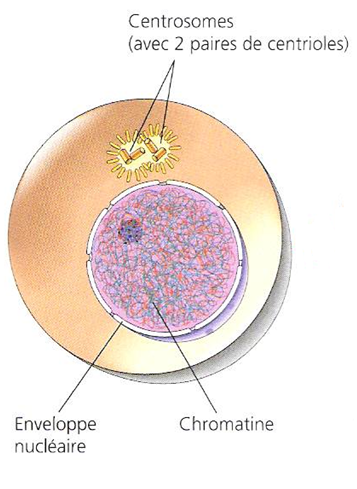 Centrosomes
(avec 2 paires de centrioles)
Enveloppe
nucléaire
Chromatine